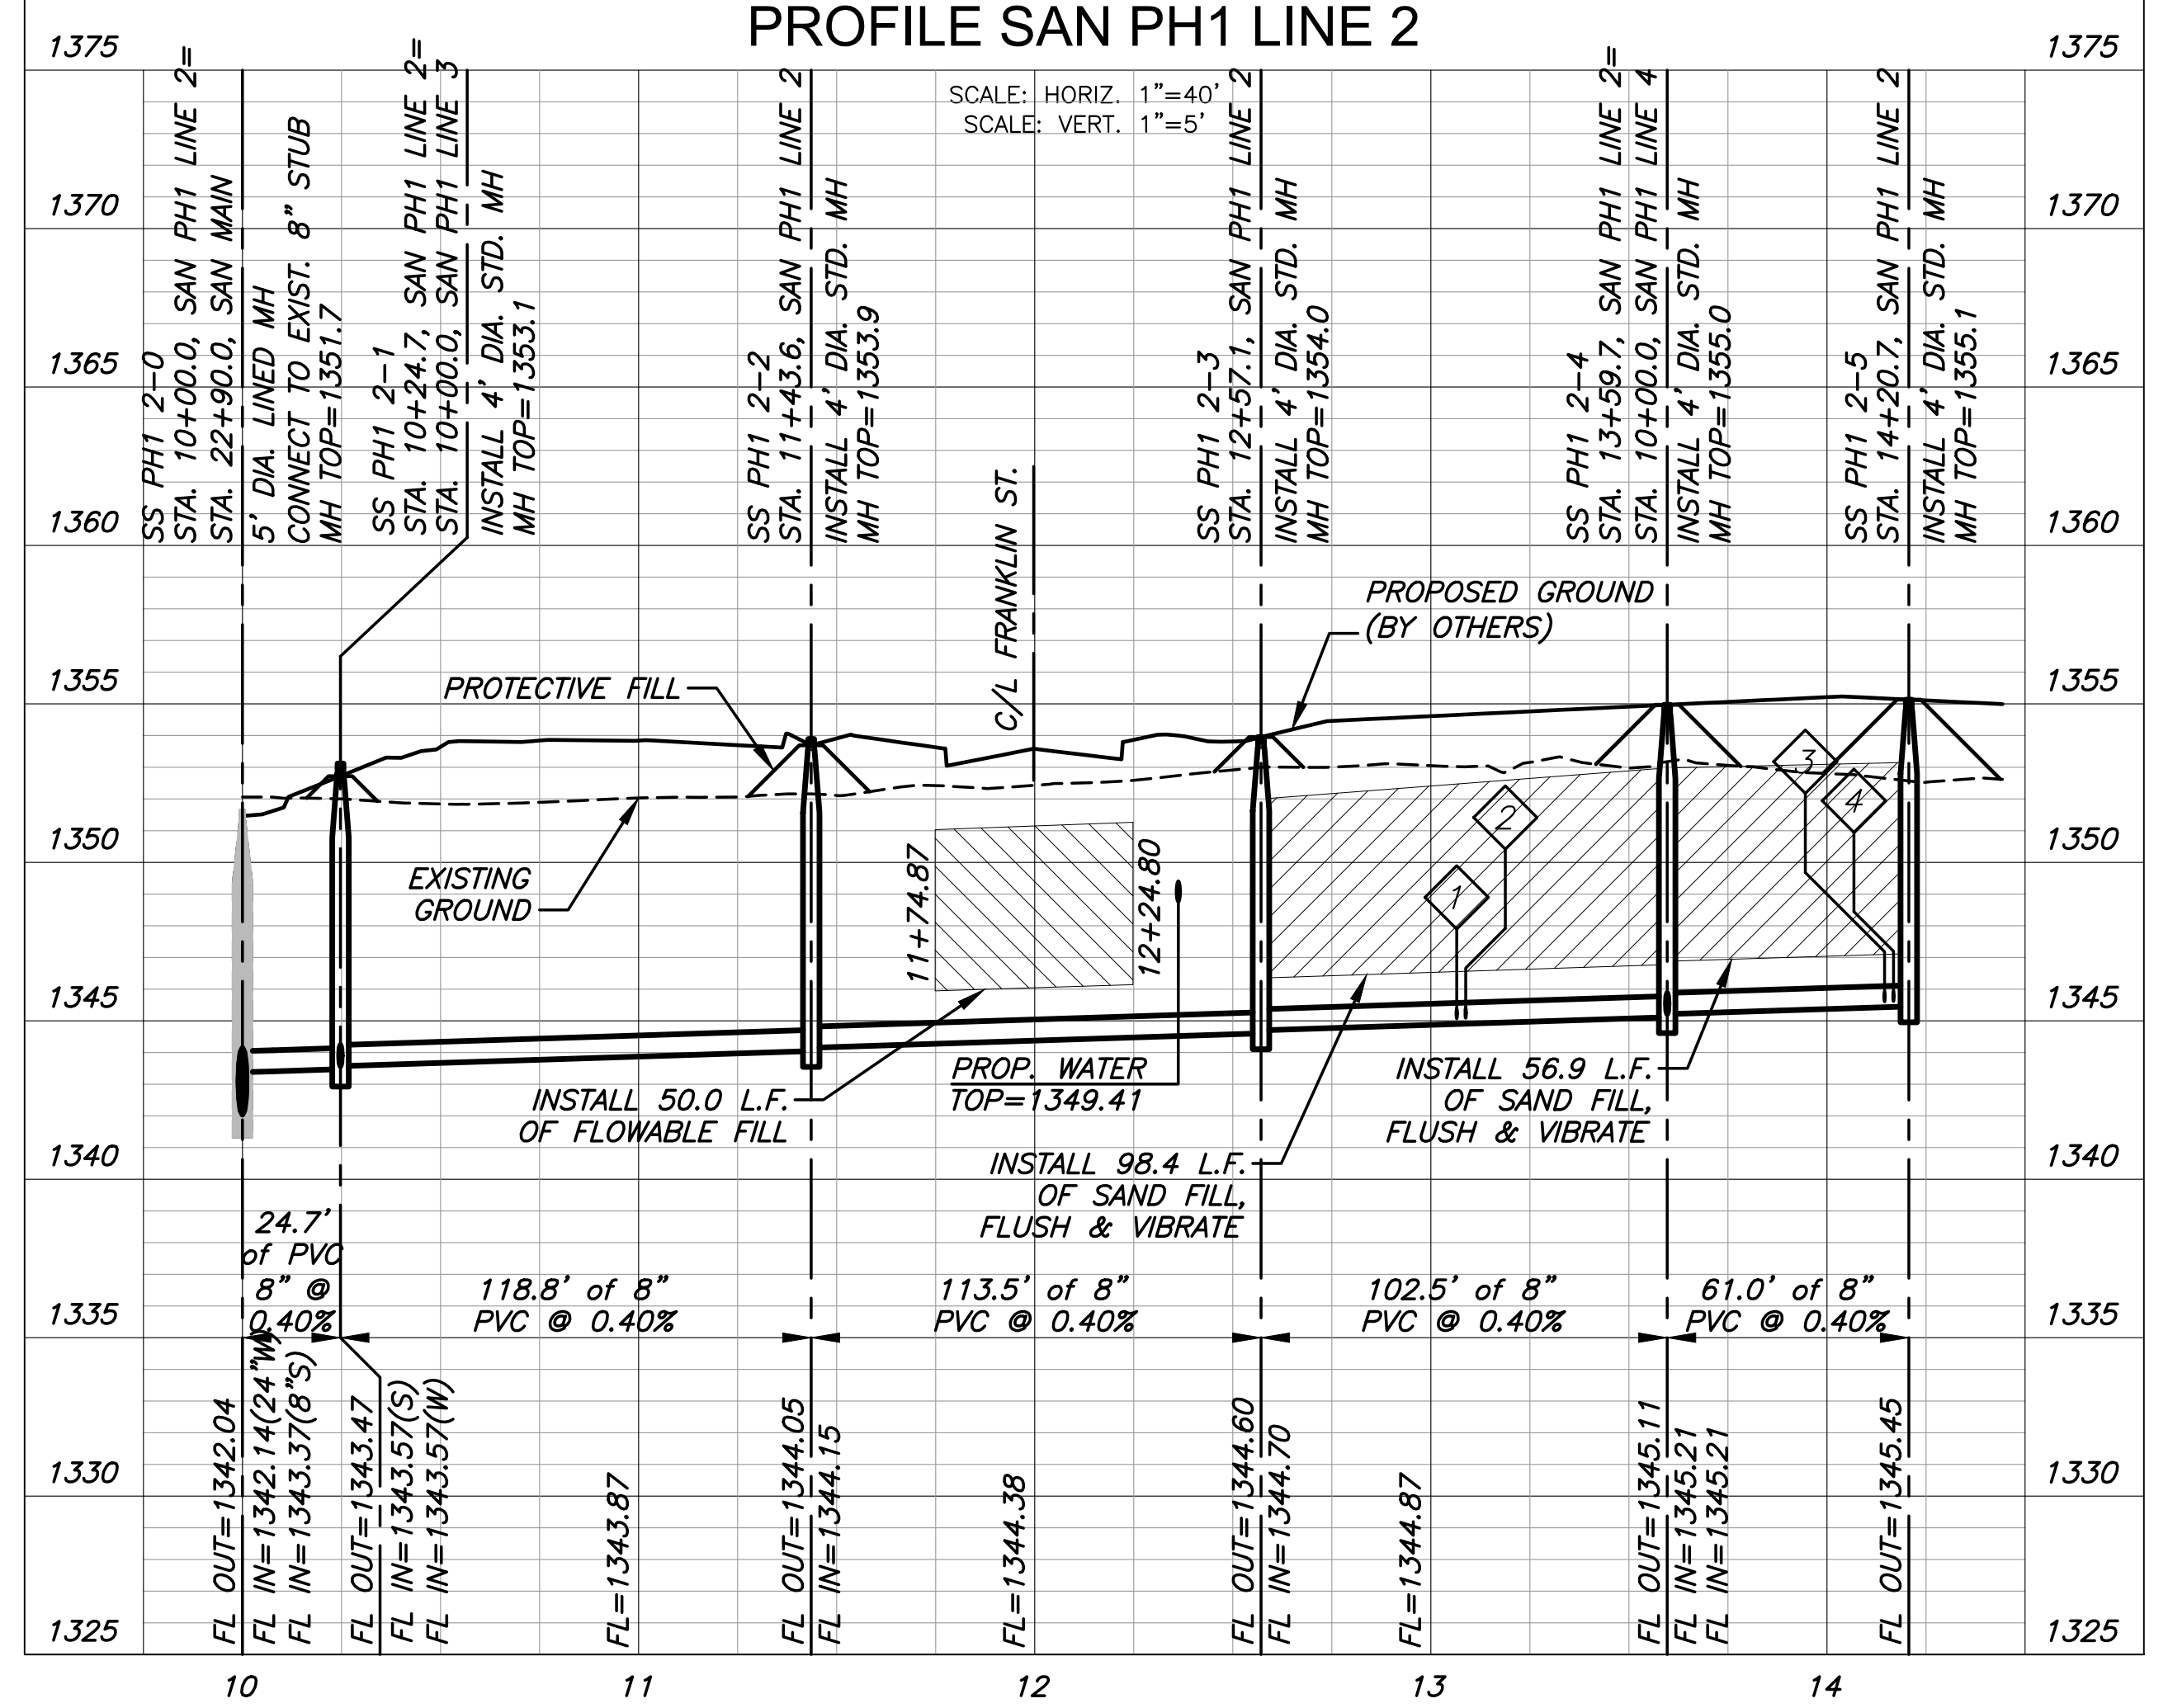 PROFILE SAN PH1 LINE 2
SCALE: HORIZ. 1"=40'
SCALE: VERT. 1"=5'
1375
1370
1365
1360
1355
1350
1345
1340
1335
1330
1325
1375
1370
1365
1360
1355
1350
1345
1340
1335
1330
1325
SS PH1 2-0
STA. 10+00.0, SAN PH1 LINE 2=
STA. 22+90.0, SAN MAIN
5' DIA. LINED MH
CONNECT TO EXIST. 8" STUB
MH TOP=1351.7
SS PH1 2-1
STA. 10+24.7, SAN PH1 LINE 2=
STA. 10+00.0, SAN PH1 LINE 3
INSTALL 4' DIA. STD. MH
MH TOP=1353.1
SS PH1 2-2
STA. 11+43.6, SAN PH1 LINE 2
INSTALL 4' DIA. STD. MH
MH TOP=1353.9
C/L FRANKLIN ST.
SS PH1 2-3
STA. 12+57.1, SAN PH1 LINE 2
INSTALL 4' DIA. STD. MH
MH TOP=1354.0
SS PH1 2-4
STA. 13+59.7, SAN PH1 LINE 2=
STA. 10+00.0, SAN PH1 LINE 4
INSTALL 4' DIA. STD. MH
MH TOP=1355.0
SS PH1 2-5
STA. 14+20.7, SAN PH1 LINE 2
INSTALL 4' DIA. STD. MH
MH TOP=1355.1
PROPOSED GROUND
(BY OTHERS)
PROTECTIVE FILL
EXISTING
GROUND
11+74.87
12+24.80
1
2
3
4
PROP. WATER
TOP=1349.41
INSTALL 50.0 L.F.
OF FLOWABLE FILL
INSTALL 98.4 L.F.
OF SAND FILL,
FLUSH & VIBRATE
INSTALL 56.9 L.F.
OF SAND FILL,
FLUSH & VIBRATE
24.7'
of PVC
8" @
0.40%
118.8' of 8"
PVC @ 0.40%
113.5' of 8"
PVC @ 0.40%
102.5' of 8"
PVC @ 0.40%
61.0' of 8"
PVC @ 0.40%
FL OUT=1342.04
FL IN=1342.14(24"W)
FL IN=1343.37(8"S)
FL OUT=1343.47
FL IN=1343.57(S)
FL IN=1343.57(W)
FL=1343.87
FL OUT=1344.05
FL IN=1344.15
FL=1344.38
FL OUT=1344.60
FL IN=1344.70
FL=1344.87
FL OUT=1345.11
FL IN=1345.21
FL IN=1345.21
FL OUT=1345.45
10
11
12
13
14